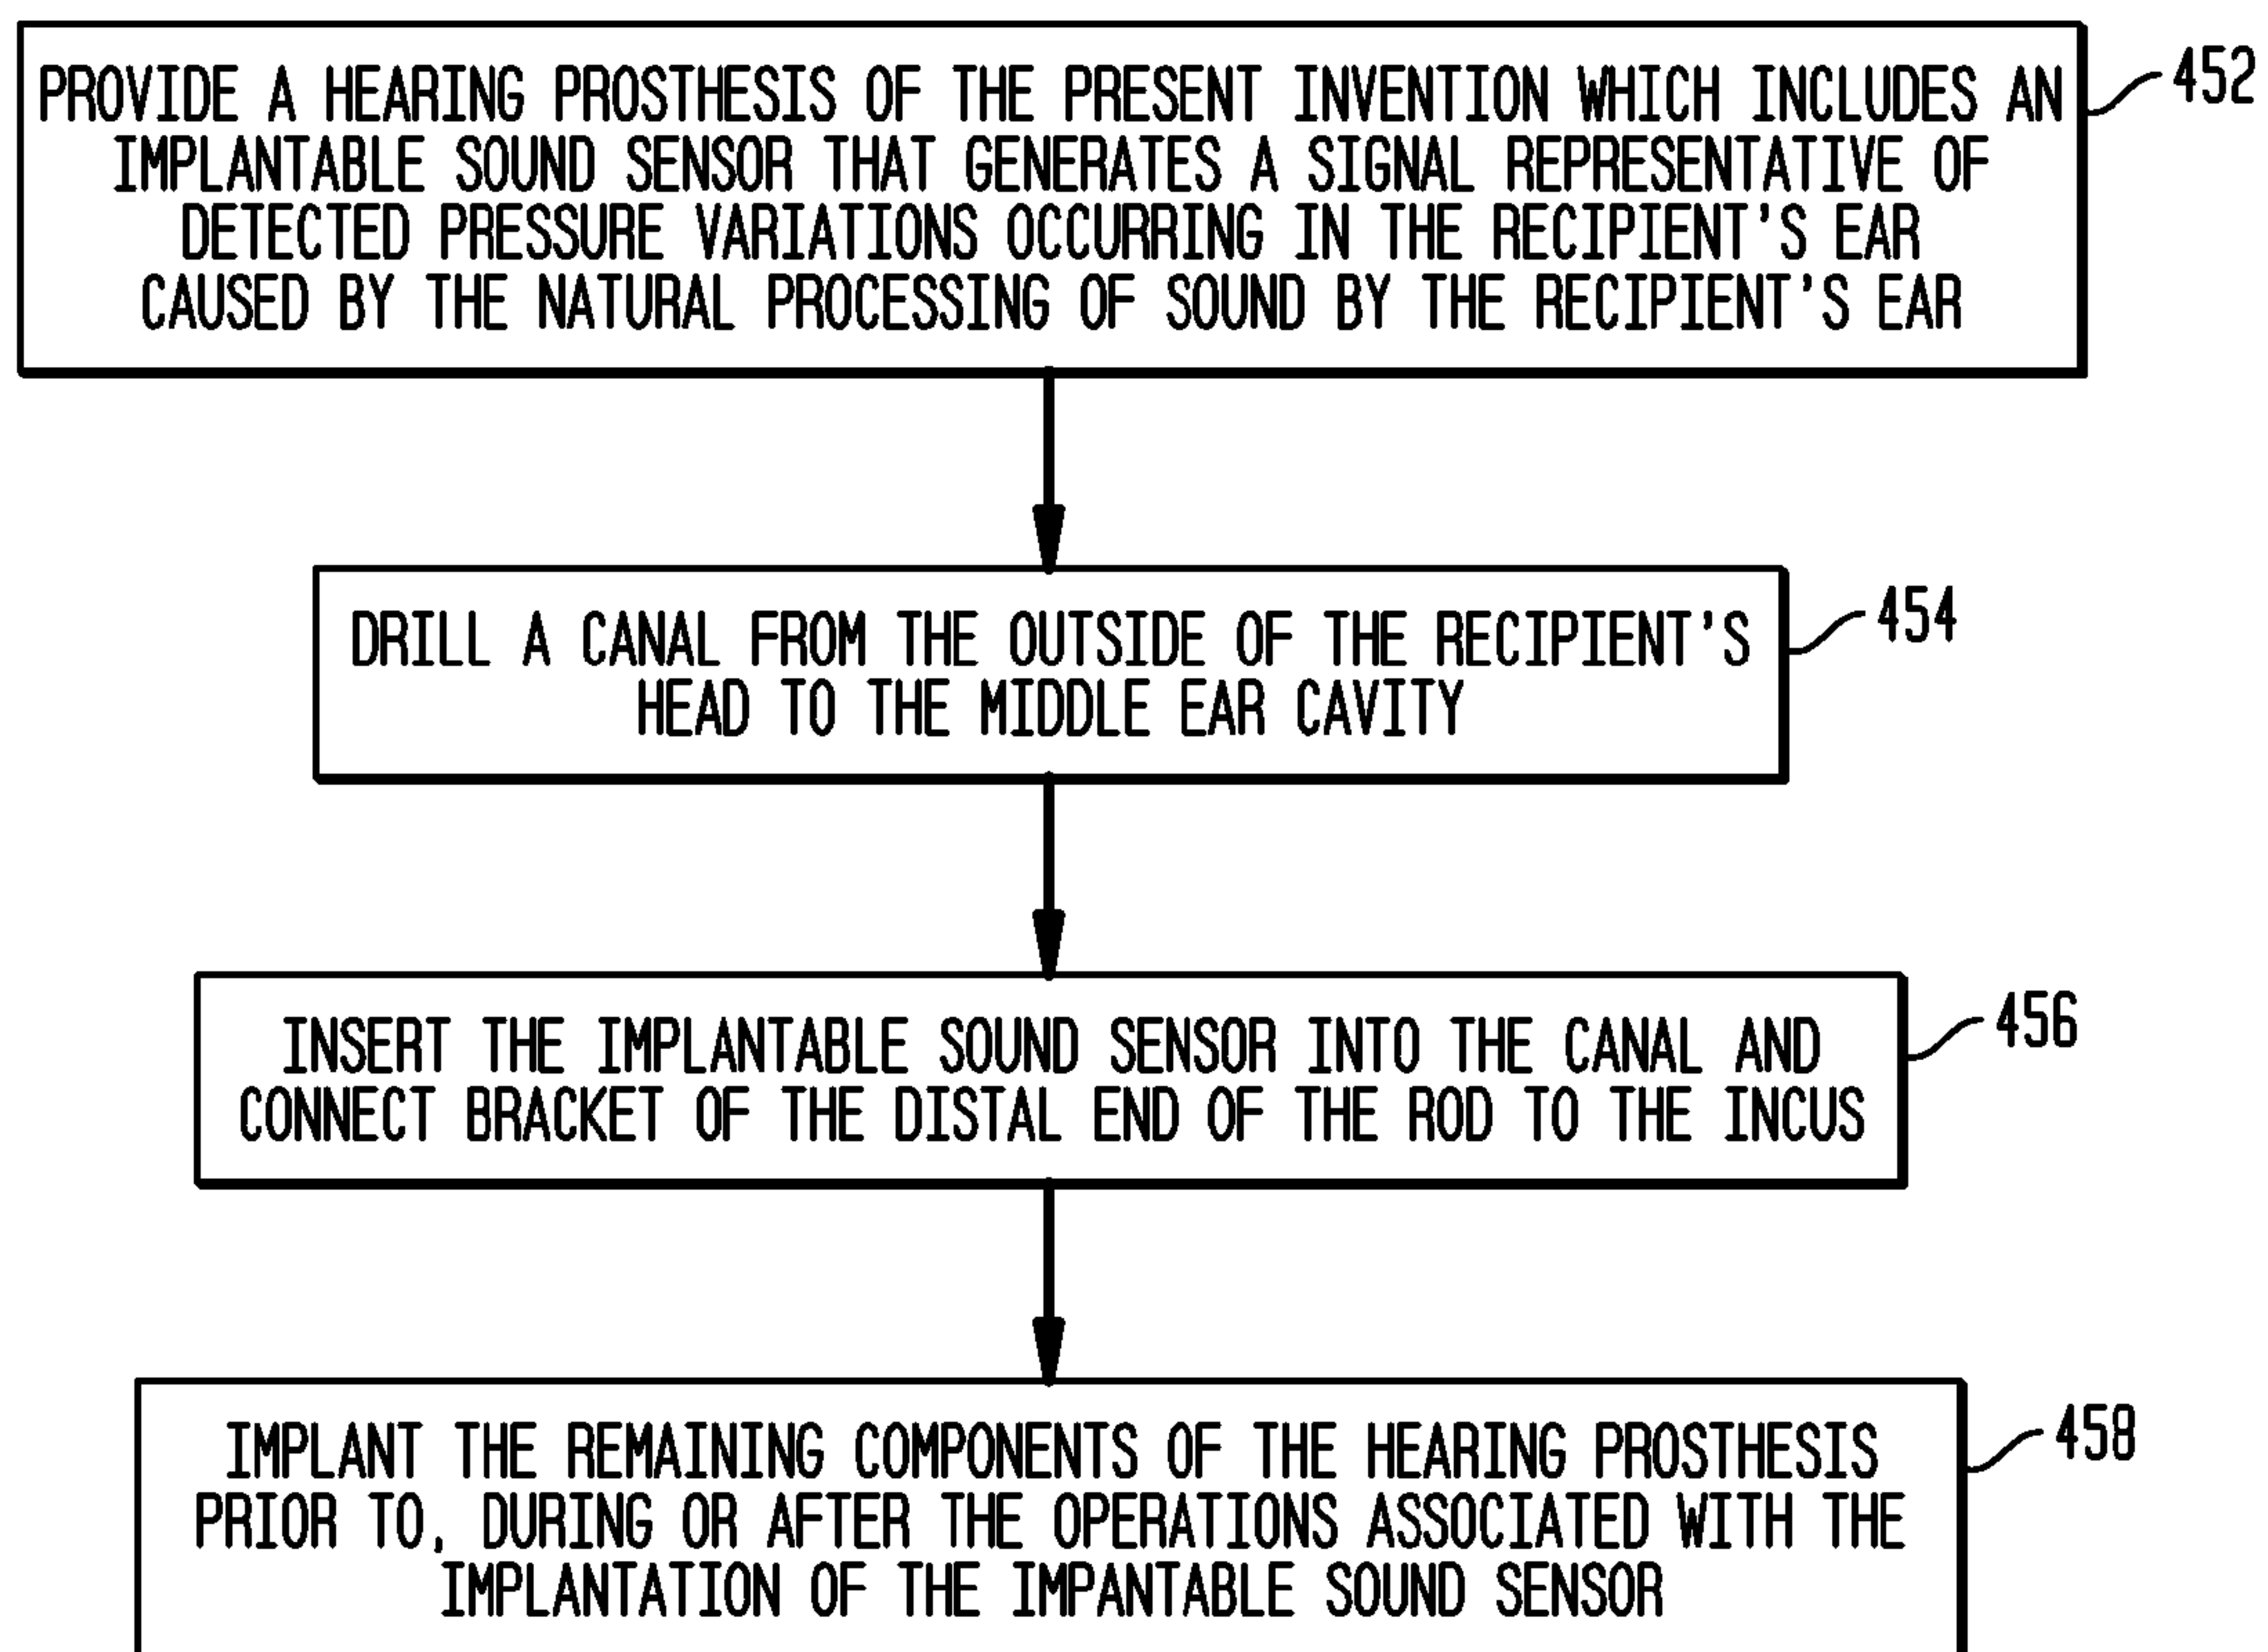 PROVIDE A HEARING PROSTHESIS OF THE PRESENT INVENTION WHICH INCLUDES AN
IMPLANTABLE SOUND SENSOR THAT GENERATES A SIGNAL REPRESENTATIVE OF
DETECTED PRESSURE VARIATIONS OCCURRING IN THE RECIPIENT'S EAR
CAUSED BY THE NATURAL PROCESSING OF SOUND BY THE RECIPIENT'S EAR
452
DRILL A CANAL FROM THE OUTSIDE OF THE RECIPIENT'S
HEAD TO THE MIDDLE EAR CAVITY
454
INSERT THE IMPLANTABLE SOUND SENSOR INTO THE CANAL AND
CONNECT BRACKET OF THE DISTAL END OF THE ROD TO THE INCUS
456
IMPLANT THE REMAINING COMPONENTS OF THE HEARING PROSTHESIS
PRIOR TO, DURING OR AFTER THE OPERATIONS ASSOCIATED WITH THE
IMPLANTATION OF THE IMPANTABLE SOUND SENSOR
458